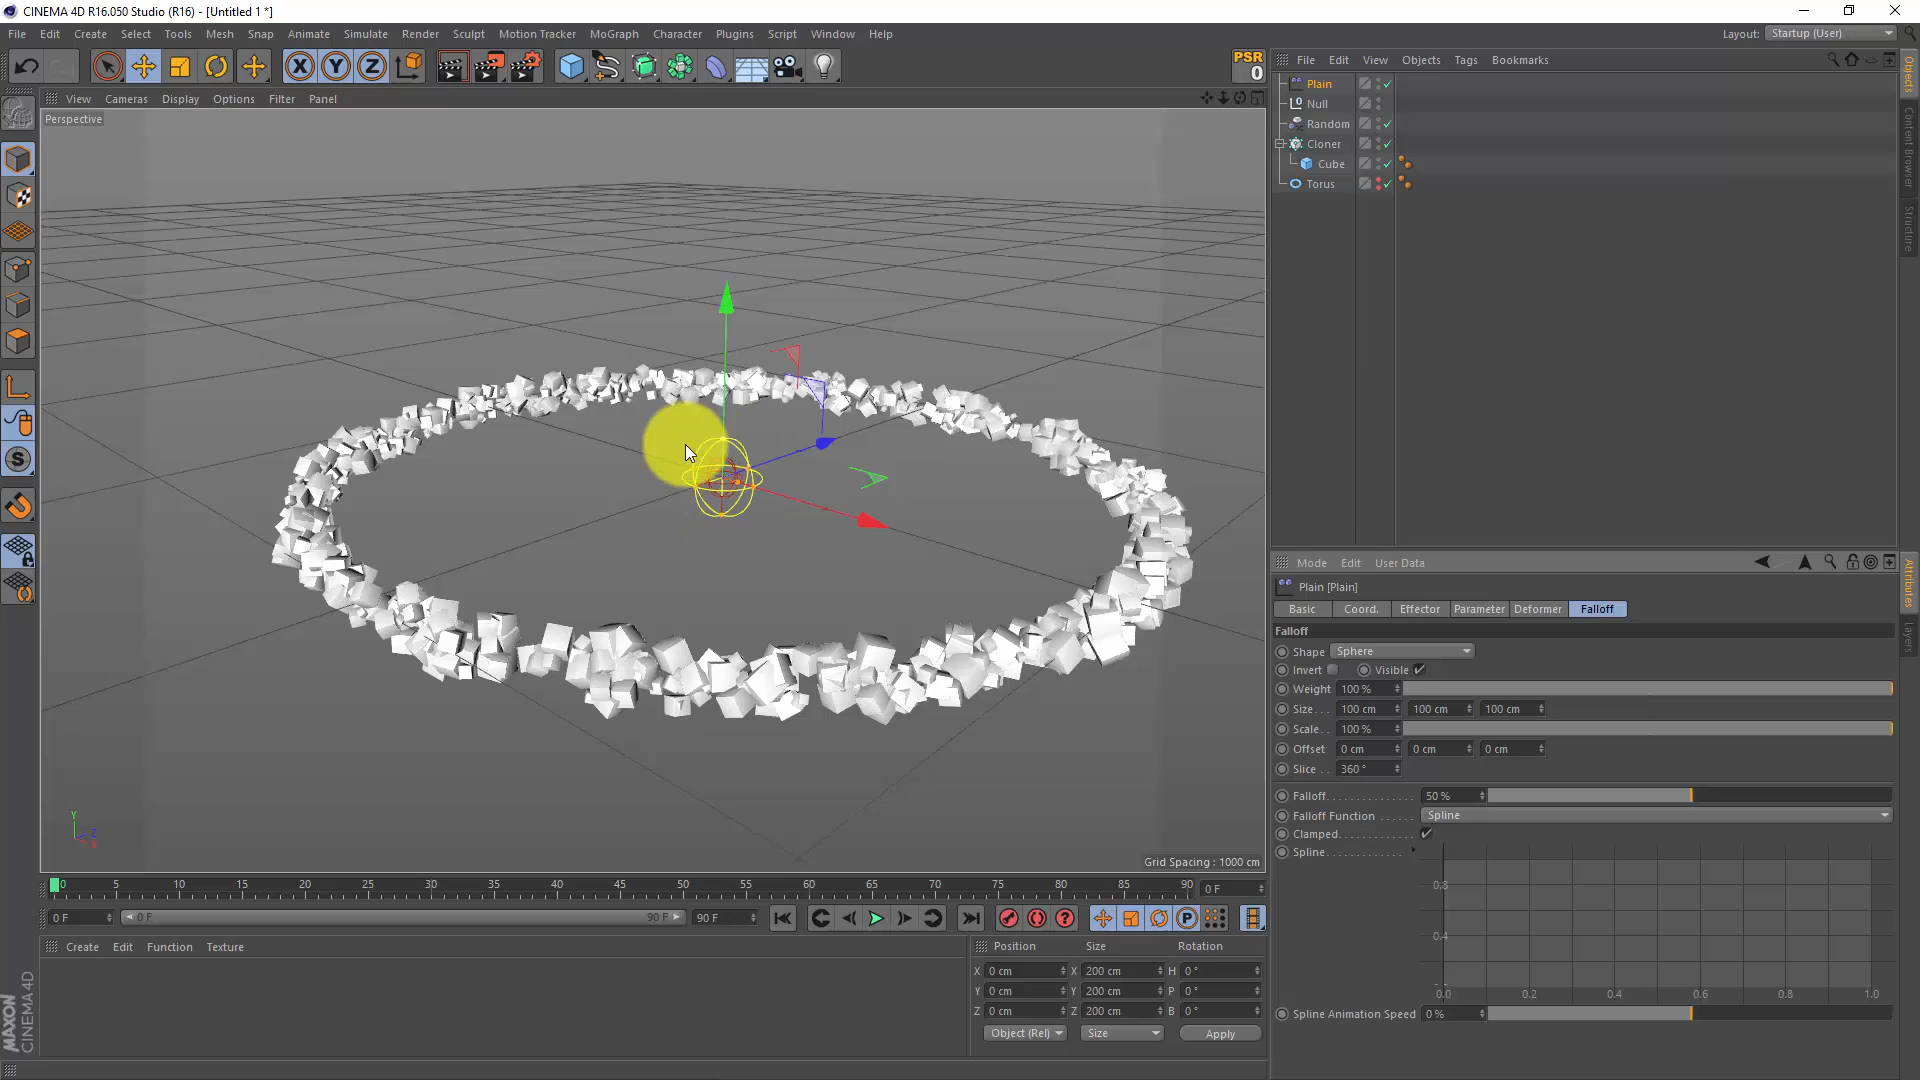 CINEMA 4D R16.050 Studio (R16) - [Untitled 1 *]
File Edit Create Select Tools Mesh Snap Animate Simulate Render Sculpt Motion Tracker MoGraph Character Plugins Script Window Help
Layout: Startup (User)
PSR
0
View Cameras Display Options Filter Panel
Perspective
Y
Z
X
Grid Spacing : 1000 cm
File Edit View Objects Tags Bookmarks
Plain
Null
Random
Cloner
Cube
Torus
Objects
Content Browser
Structure
Mode Edit User Data
Plain [Plain]
Basic Coord. Effector Parameter Deformer Falloff
Falloff
Shape Sphere
Invert Visible
Weight 100 %
Size . . . 100 cm 100 cm 100 cm
Scale . . 100 %
Offset 0 cm 0 cm 0 cm
Slice . . 360 °
Falloff. . . . . . . . . . . . . . . 50 %
Falloff Function . . . . . . Spline
Clamped. . . . . . . . . . . .
Spline. . . . . . . . . . . . . .
0.8
0.4
0.0 0.2 0.4 0.6 0.8 1.0
Spline Animation Speed 0 %
Attributes
Layers
0 5 10 15 20 25 30 35 40 45 50 55 60 65 70 75 80 85 90 0 F
0 F 0 F 90 F 90 F
Create Edit Function Texture
Position Size Rotation
X 0 cm X 200 cm H 0 °
Y 0 cm Y 200 cm P 0 °
Z 0 cm Z 200 cm B 0 °
Object (Rel) Size Apply
MAXON
CINEMA 4D